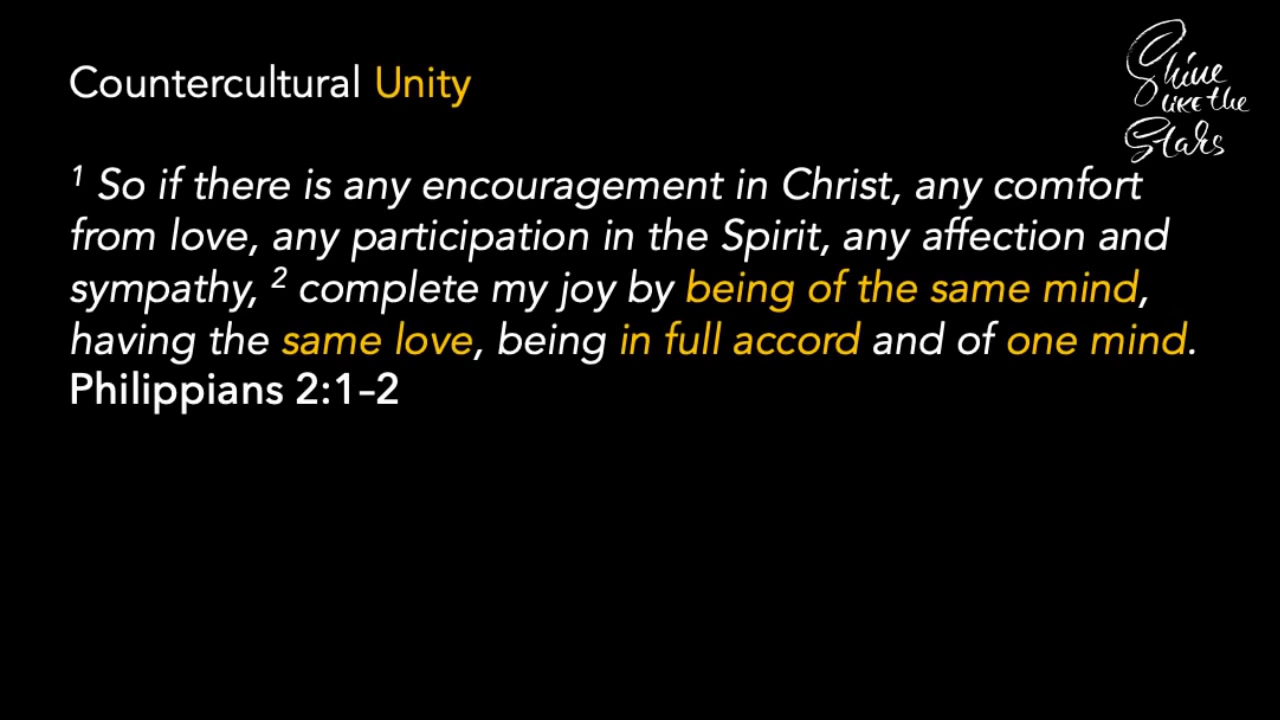 Countercultural Unity
Shine
LIKE the
Stars
¹ So if there is any encouragement in Christ, any comfort
from love, any participation in the Spirit, any affection and
sympathy, ² complete my joy by being of the same mind,
having the same love, being in full accord and of one mind.
Philippians 2:1–2